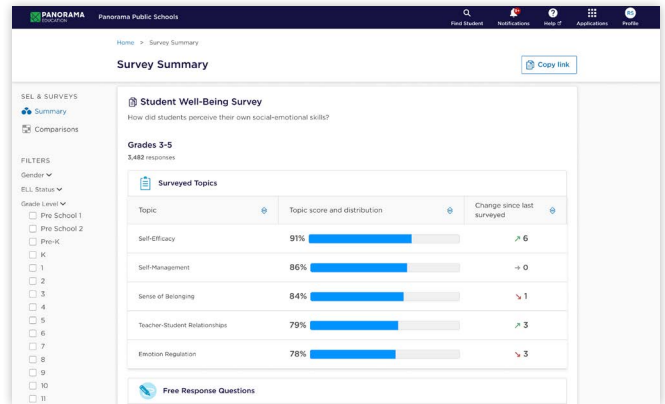 PANORAMA
EDUCATION
Panorama Public Schools
Find Student
Notifications
Help
Applications
Profile
Home > Survey Summary
Survey Summary
Copy link
SEL & SURVEYS
Summary
Comparisons
FILTERS
Gender
ELL Status
Grade Level
Pre School 1
Pre School 2
Pre-K
K
1
2
3
4
5
6
7
8
9
10
11
Student Well-Being Survey
How did students perceive their own social-emotional skills?
Grades 3-5
3,482 responses
Surveyed Topics
Topic
Topic score and distribution
Change since last
surveyed
Self-Efficacy 91% ↗ 6
Self-Management 86% → 0
Sense of Belonging 84% ↘ 1
Teacher-Student Relationships 79% ↗ 3
Emotion Regulation 78% ↘ 3
Free Response Questions